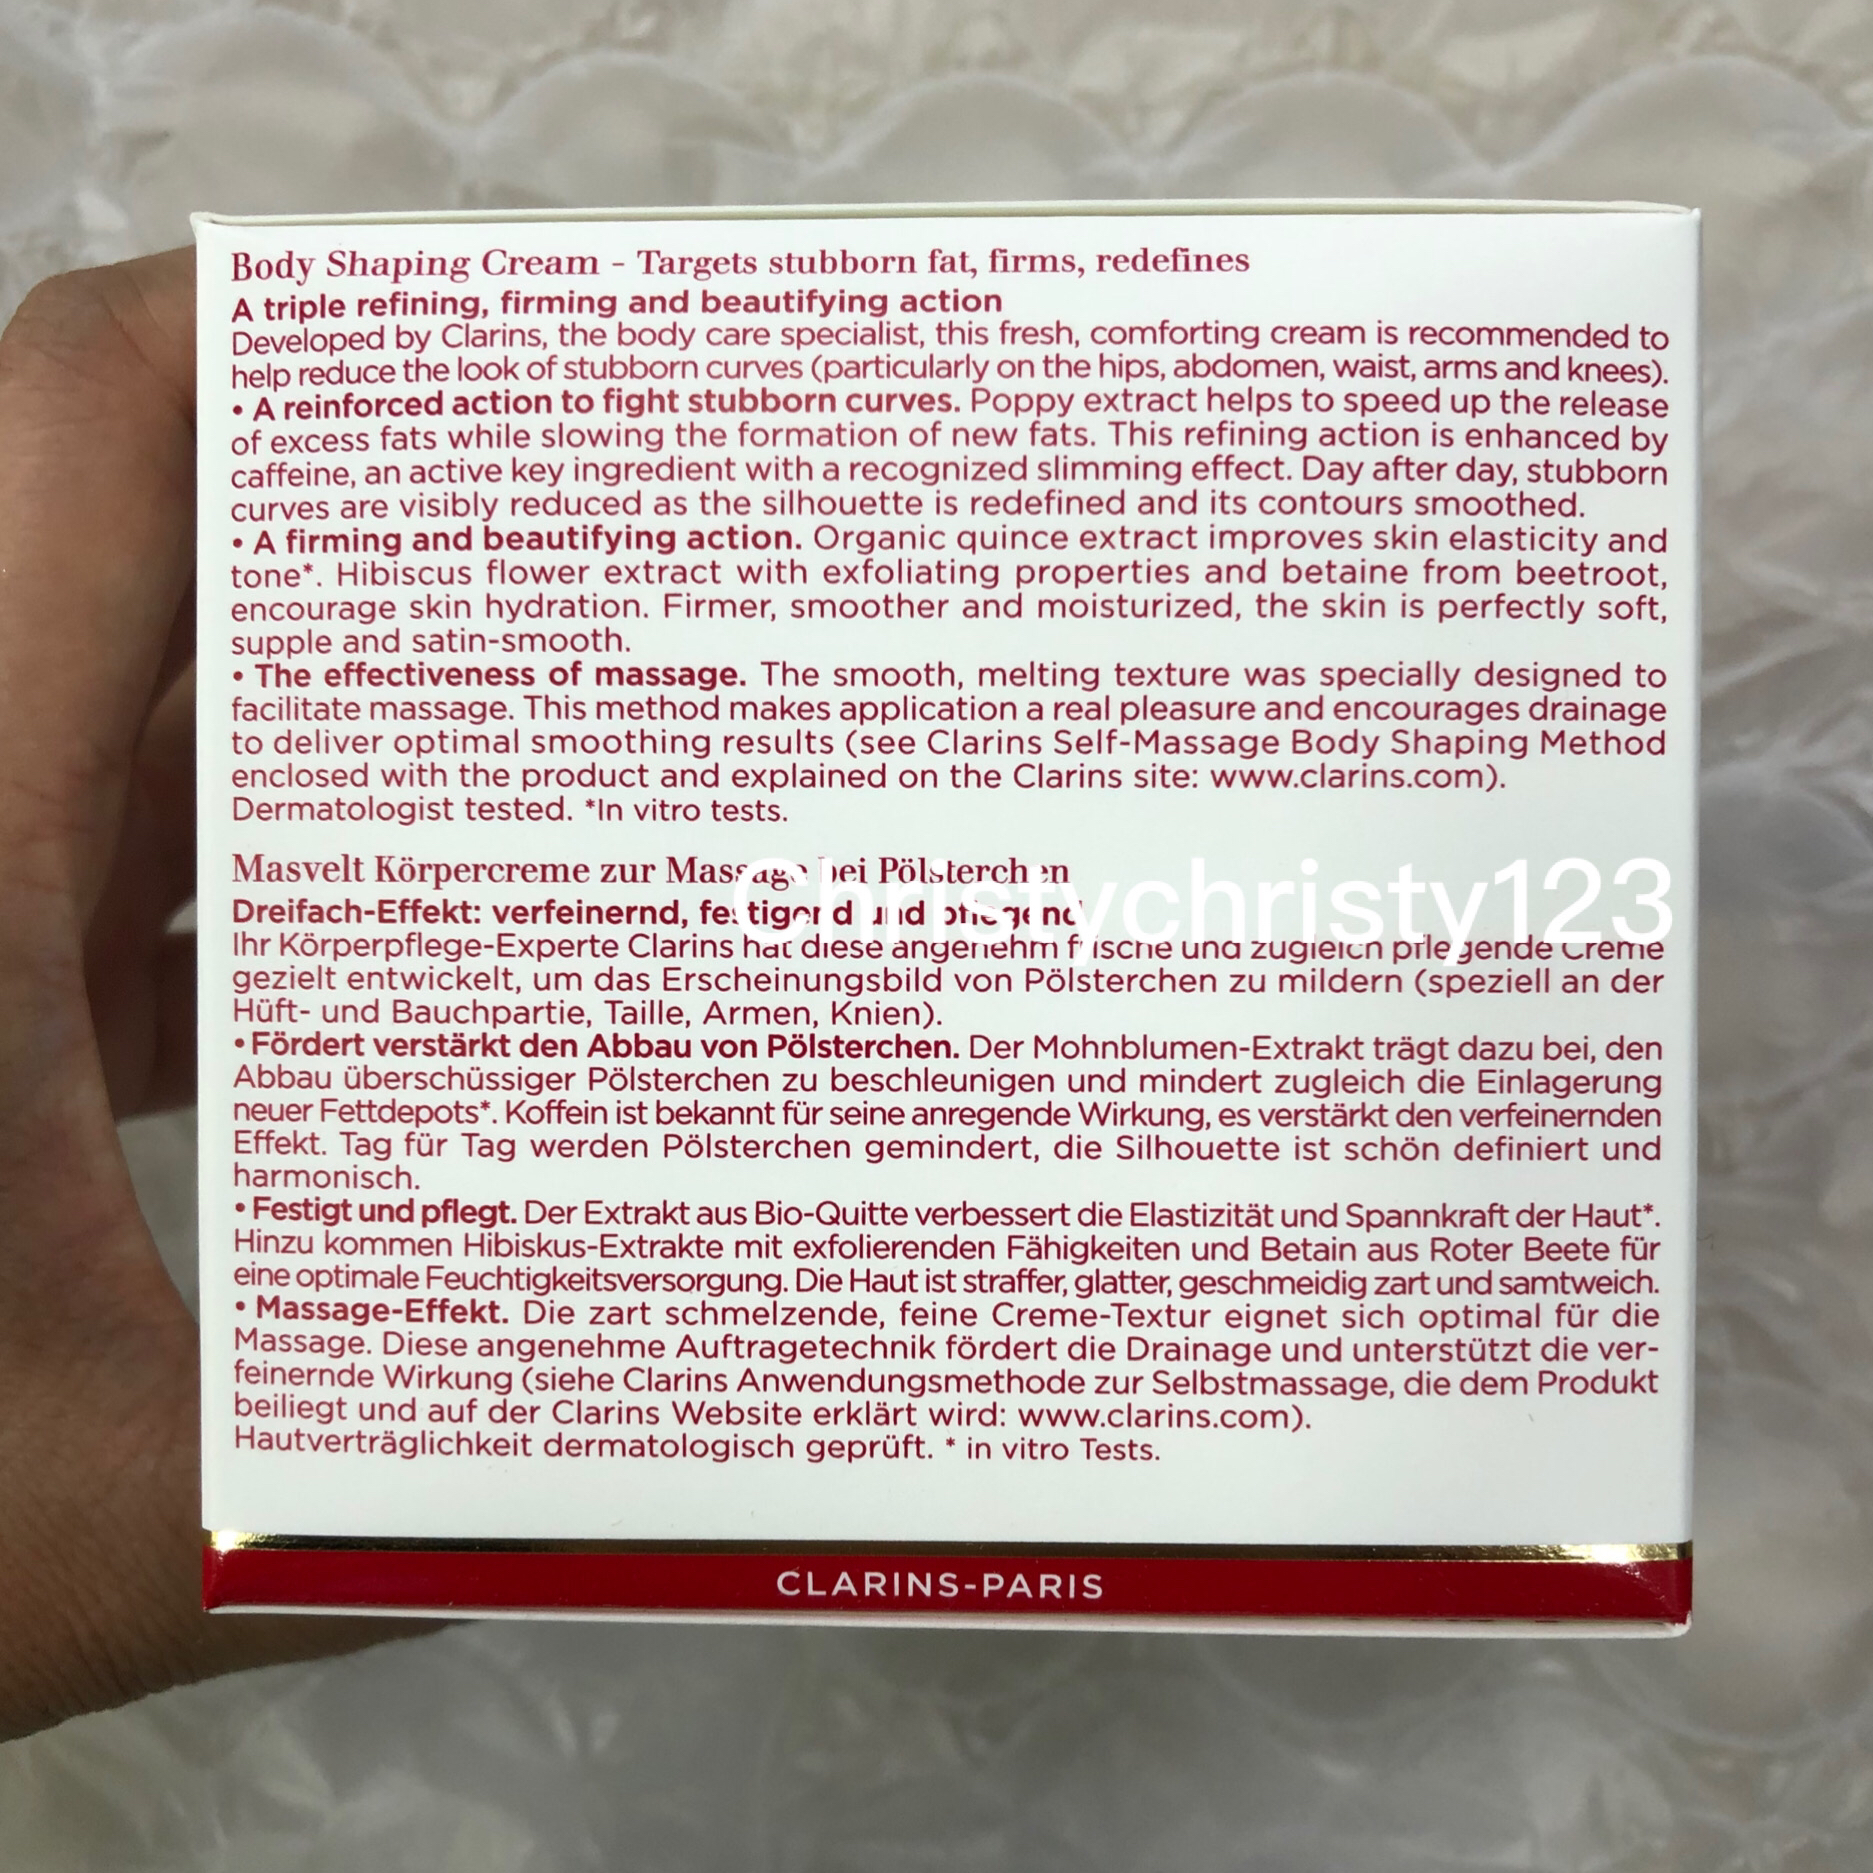 Body Shaping Cream - Targets stubborn fat, firms, redefines
A triple refining, firming and beautifying action
Developed by Clarins, the body care specialist, this fresh, comforting cream is recommended to
help reduce the look of stubborn curves (particularly on the hips, abdomen, waist, arms and knees).
• A reinforced action to fight stubborn curves. Poppy extract helps to speed up the release
of excess fats while slowing the formation of new fats. This refining action is enhanced by
caffeine, an active key ingredient with a recognized slimming effect. Day after day, stubborn
curves are visibly reduced as the silhouette is redefined and its contours smoothed.
• A firming and beautifying action. Organic quince extract improves skin elasticity and
tone*. Hibiscus flower extract with exfoliating properties and betaine from beetroot,
encourage skin hydration. Firmer, smoother and moisturized, the skin is perfectly soft,
supple and satin-smooth.
• The effectiveness of massage. The smooth, melting texture was specially designed to
facilitate massage. This method makes application a real pleasure and encourages drainage
to deliver optimal smoothing results (see Clarins Self-Massage Body Shaping Method
enclosed with the product and explained on the Clarins site: www.clarins.com).
Dermatologist tested. *In vitro tests.
Masvelt Körpercreme zur Massage bei Pölsterchen
Christychristy123
Dreifach-Effekt: verfeinernd, festigend und pflegend
Ihr Körperpflege-Experte Clarins hat diese angenehm frische und zugleich pflegende Creme
gezielt entwickelt, um das Erscheinungsbild von Pölsterchen zu mildern (speziell an der
Hüft- und Bauchpartie, Taille, Armen, Knien).
• Fördert verstärkt den Abbau von Pölsterchen. Der Mohnblumen-Extrakt trägt dazu bei, den
Abbau überschüssiger Pölsterchen zu beschleunigen und mindert zugleich die Einlagerung
neuer Fettdepots*. Koffein ist bekannt für seine anregende Wirkung, es verstärkt den verfeinernden
Effekt. Tag für Tag werden Pölsterchen gemindert, die Silhouette ist schön definiert und
harmonisch.
• Festigt und pflegt. Der Extrakt aus Bio-Quitte verbessert die Elastizität und Spannkraft der Haut*.
Hinzu kommen Hibiskus-Extrakte mit exfolierenden Fähigkeiten und Betain aus Roter Beete für
eine optimale Feuchtigkeitsversorgung. Die Haut ist straffer, glatter, geschmeidig zart und samtweich.
• Massage-Effekt. Die zart schmelzende, feine Creme-Textur eignet sich optimal für die
Massage. Diese angenehme Auftragetechnik fördert die Drainage und unterstützt die ver-
feinernde Wirkung (siehe Clarins Anwendungsmethode zur Selbstmassage, die dem Produkt
beiliegt und auf der Clarins Website erklärt wird: www.clarins.com).
Hautverträglichkeit dermatologisch geprüft. * in vitro Tests.
CLARINS-PARIS